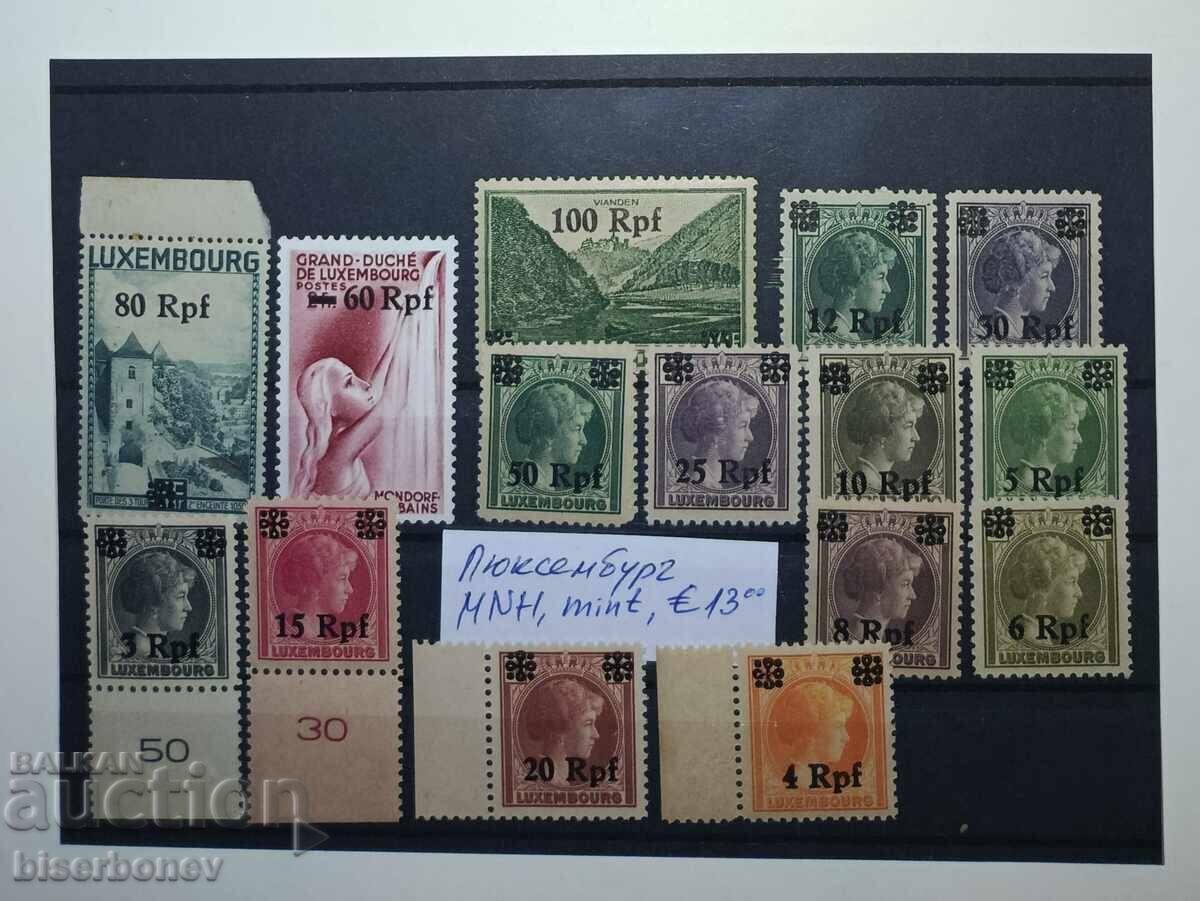 LUXEMBOURG
80 Rpf
GRAND-DUCHÉ
DE LUXEMBOURG
POSTES
60 Rpf
MONDORF-
BAINS
VIANDEN
100 Rpf
12 Rpf
30 Rpf
50 Rpf
LUXEMBOURG
25 Rpf
LUXEMBOURG
10 Rpf
5 Rpf
3 Rpf
LUXEMBOURG
50
15 Rpf
LUXEMBOURG
30
Люксембург
MNH, mint, € 13⁰⁰
8 Rpf
6 Rpf
LUXEMBOURG
20 Rpf
LUXEMBOURG
4 Rpf
LUXEMBOURG
BALKAN
auction
biserbonev